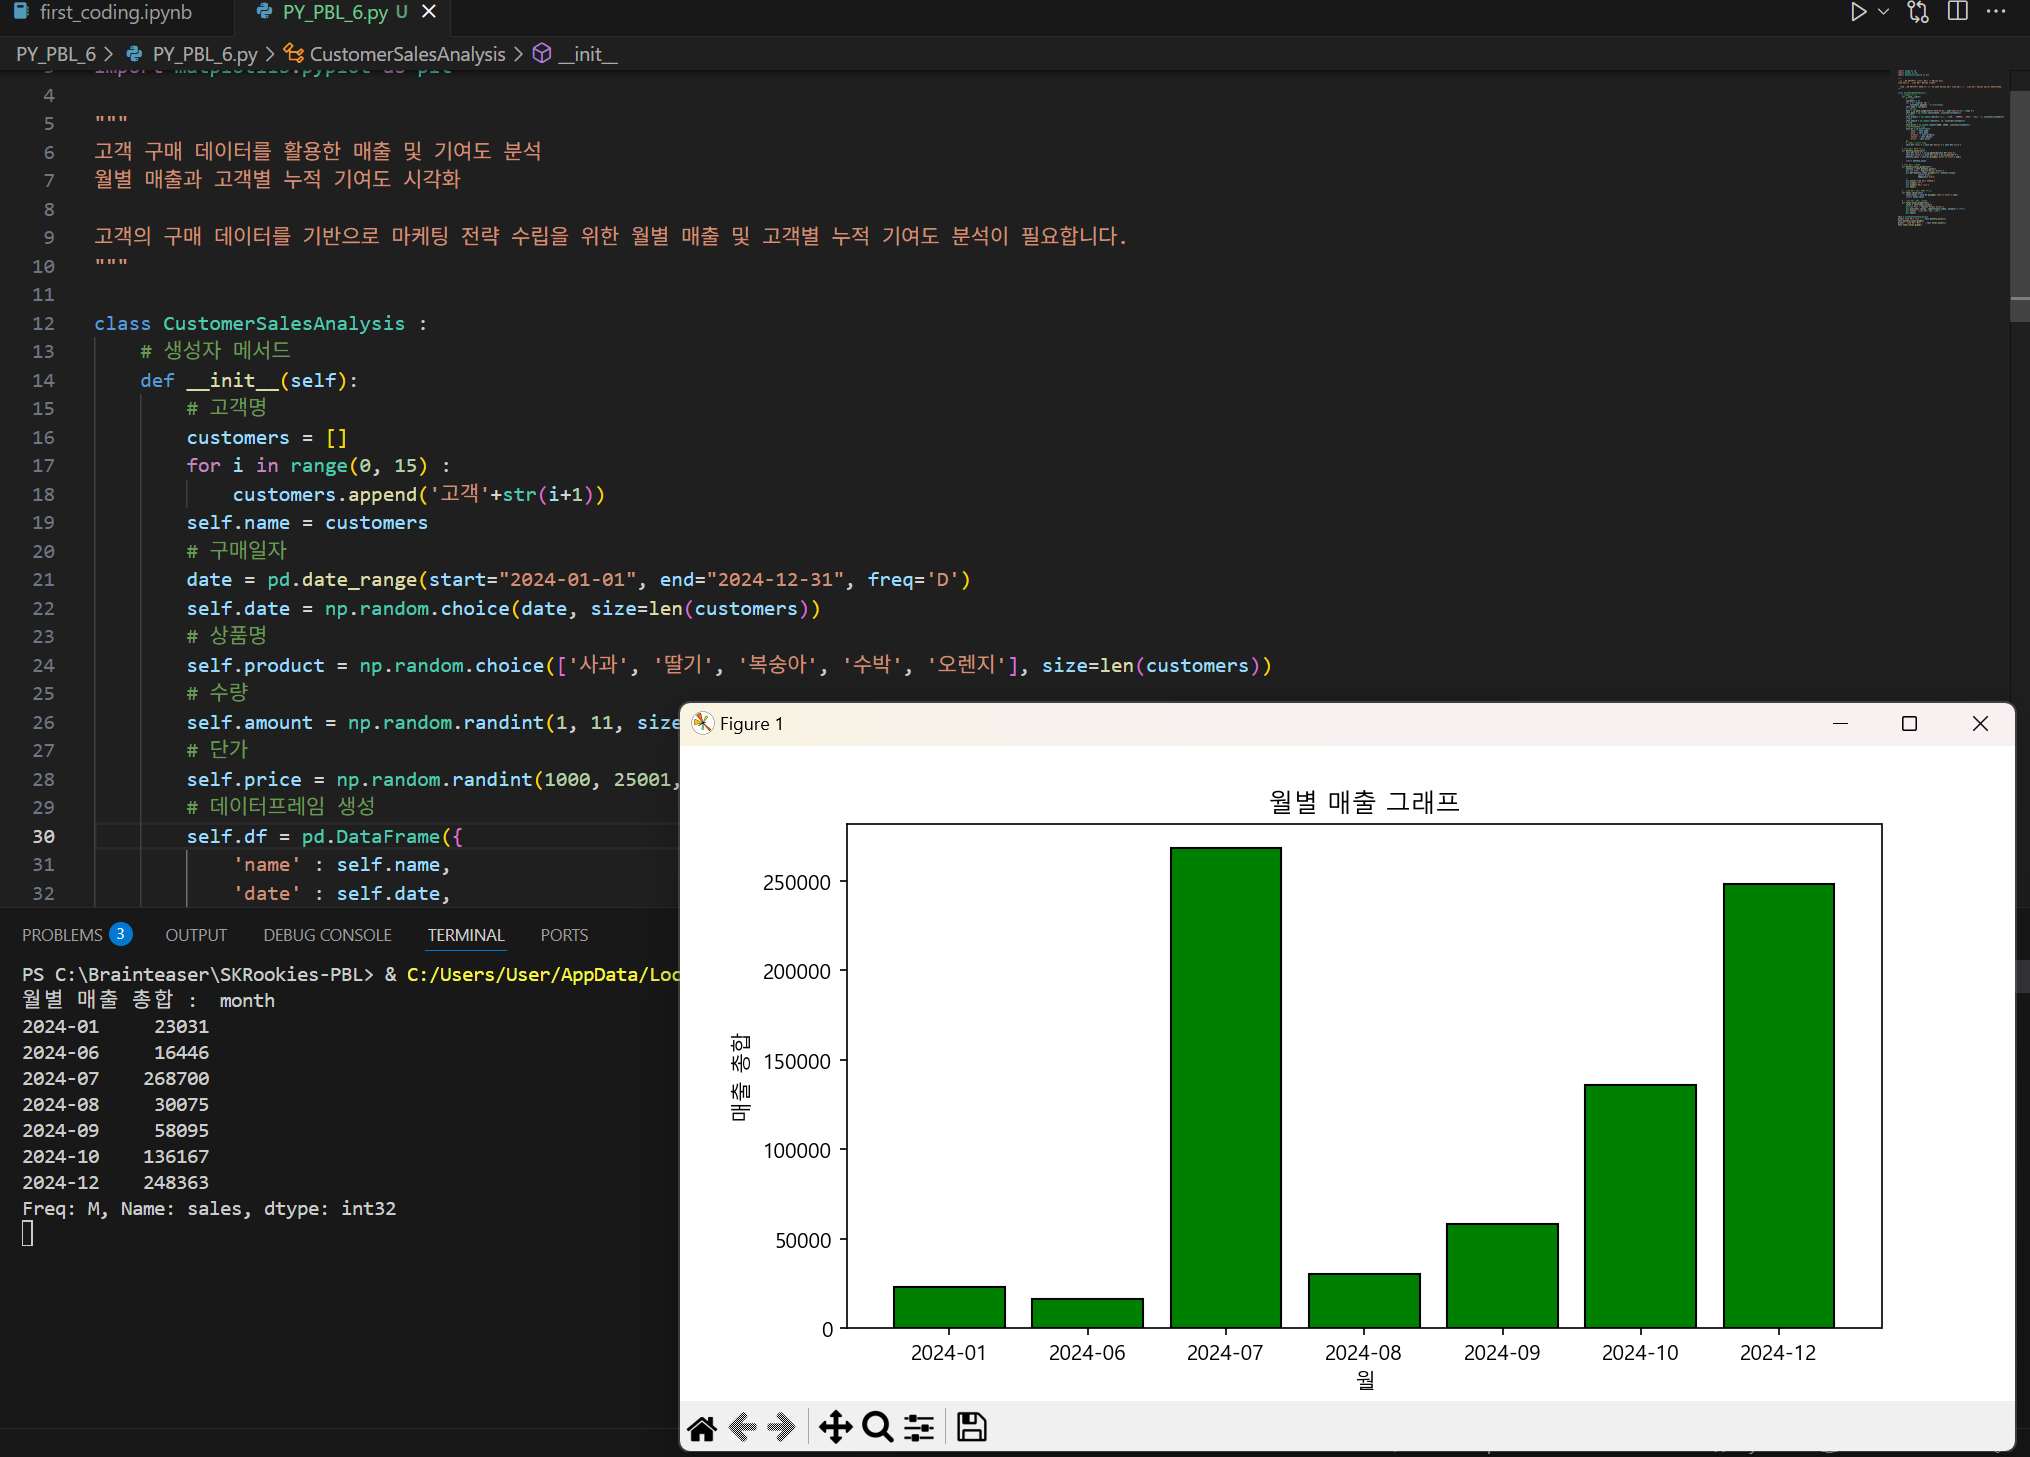 first_coding.ipynb
PY_PBL_6.py U
PY_PBL_6 > PY_PBL_6.py > CustomerSalesAnalysis > __init__
import matplotlib.pyplot as plt
4
5 """
6 고객 구매 데이터를 활용한 매출 및 기여도 분석
7 월별 매출과 고객별 누적 기여도 시각화
8
9 고객의 구매 데이터를 기반으로 마케팅 전략 수립을 위한 월별 매출 및 고객별 누적 기여도 분석이 필요합니다.
10 """
11
12 class CustomerSalesAnalysis :
13 # 생성자 메서드
14 def __init__(self):
15 # 고객명
16 customers = []
17 for i in range(0, 15) :
18 customers.append('고객'+str(i+1))
19 self.name = customers
20 # 구매일자
21 date = pd.date_range(start="2024-01-01", end="2024-12-31", freq='D')
22 self.date = np.random.choice(date, size=len(customers))
23 # 상품명
24 self.product = np.random.choice(['사과', '딸기', '복숭아', '수박', '오렌지'], size=len(customers))
25 # 수량
26 self.amount = np.random.randint(1, 11, size
27 # 단가
28 self.price = np.random.randint(1000, 25001,
29 # 데이터프레임 생성
30 self.df = pd.DataFrame({
31 'name' : self.name,
32 'date' : self.date,
PROBLEMS 3 OUTPUT DEBUG CONSOLE TERMINAL PORTS
PS C:\Brainteaser\SKRookies-PBL> & C:/Users/User/AppData/Loc
월별 매출 총합 :  month
2024-01 23031
2024-06 16446
2024-07 268700
2024-08 30075
2024-09 58095
2024-10 136167
2024-12 248363
Freq: M, Name: sales, dtype: int32
Figure 1
월별 매출 그래프
매출 총합
250000
200000
150000
100000
50000
0
2024-01 2024-06 2024-07 2024-08 2024-09 2024-10 2024-12
월